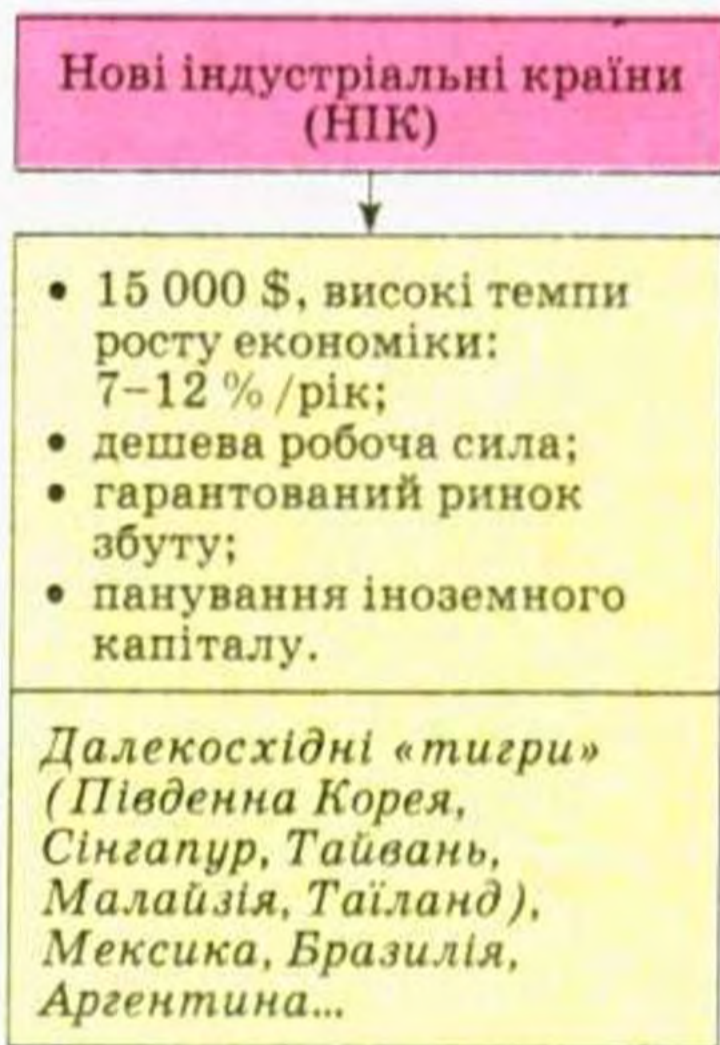 Нові індустріальні країни
(НІК)
• 15 000 $, високі темпи
росту економіки:
7–12 % /рік;
• дешева робоча сила;
• гарантований ринок
збуту;
• панування іноземного
капіталу.
Далекосхідні «тигри»
(Південна Корея,
Сінгапур, Тайвань,
Малайзія, Таїланд),
Мексика, Бразилія,
Аргентина...